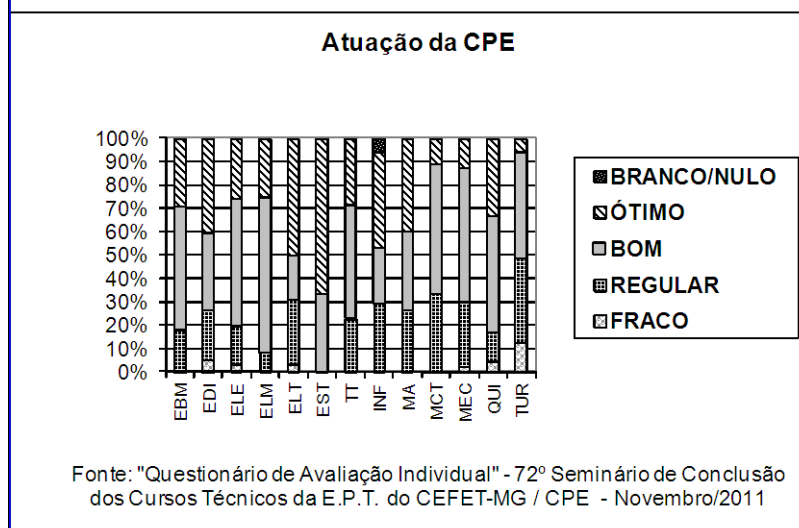 Atuação da CPE
100%
90%
80%
70%
60%
50%
40%
30%
20%
10%
0%
EBM
EDI
ELE
ELM
ELT
EST
TT
INF
MA
MCT
MEC
QUI
TUR
BRANCO/NULO
ÓTIMO
BOM
REGULAR
FRACO
Fonte: "Questionário de Avaliação Individual" - 72º Seminário de Conclusão
dos Cursos Técnicos da E.P.T. do CEFET-MG / CPE - Novembro/2011